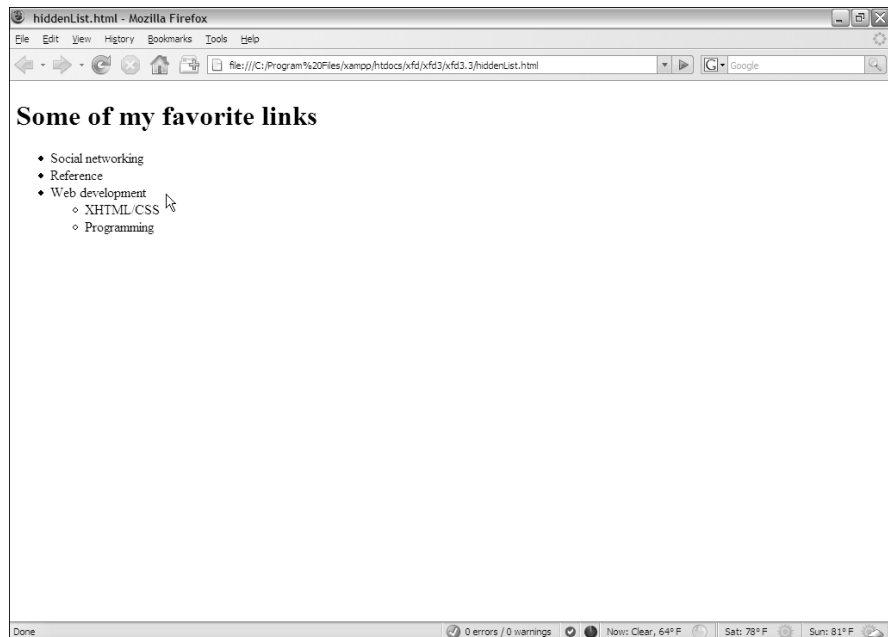 hiddenList.html - Mozilla Firefox
File Edit View History Bookmarks Tools Help
file:///C:/Program%20Files/xampp/htdocs/xfd/xfd3/xfd3.3/hiddenList.html G Google
Some of my favorite links
Social networking
Reference
Web development
XHTML/CSS
Programming
Done 0 errors / 0 warnings Now: Clear, 64° F Sat: 78° F Sun: 81° F